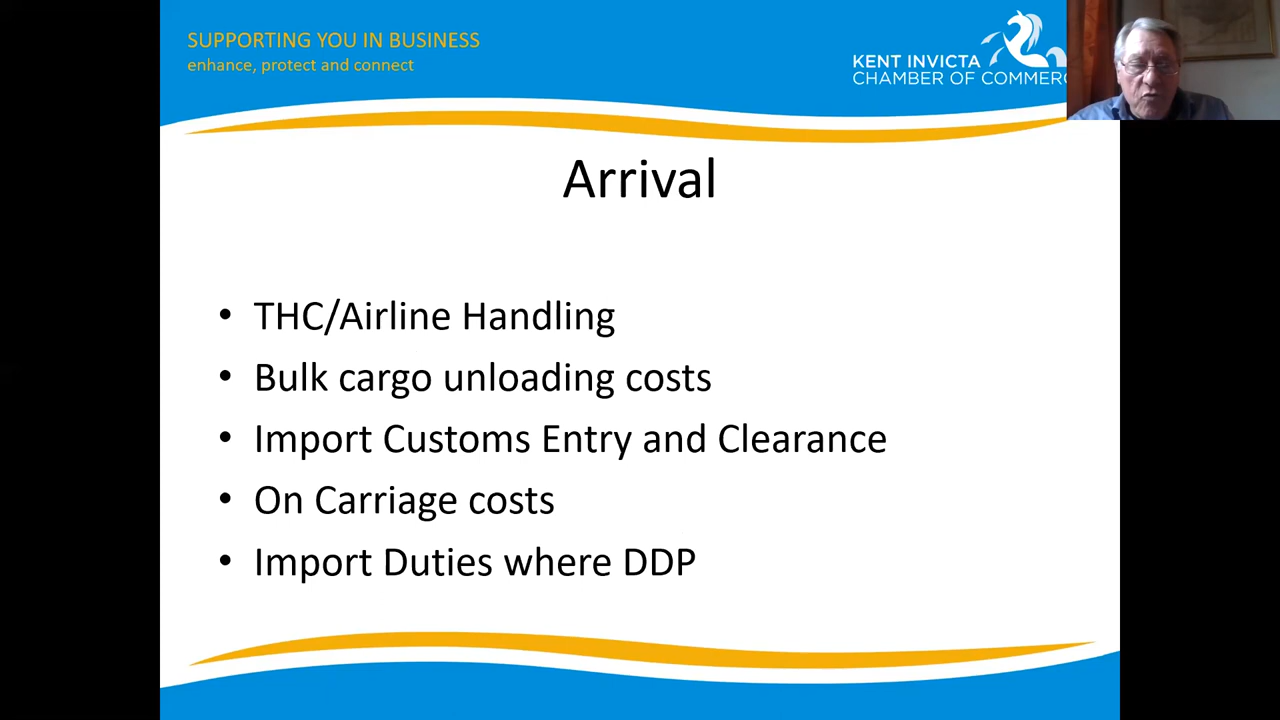 SUPPORTING YOU IN BUSINESS
enhance, protect and connect
KENT INVICTA
CHAMBER OF COMMERC
Arrival
• THC/Airline Handling
• Bulk cargo unloading costs
• Import Customs Entry and Clearance
• On Carriage costs
• Import Duties where DDP